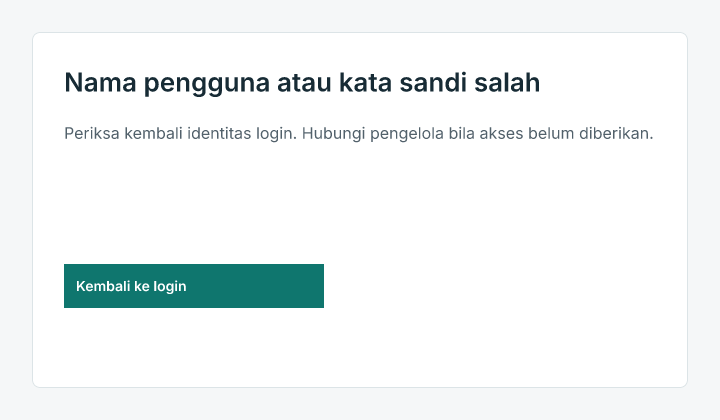 Nama pengguna atau kata sandi salah
Periksa kembali identitas login. Hubungi pengelola bila akses belum diberikan.
Kembali ke login